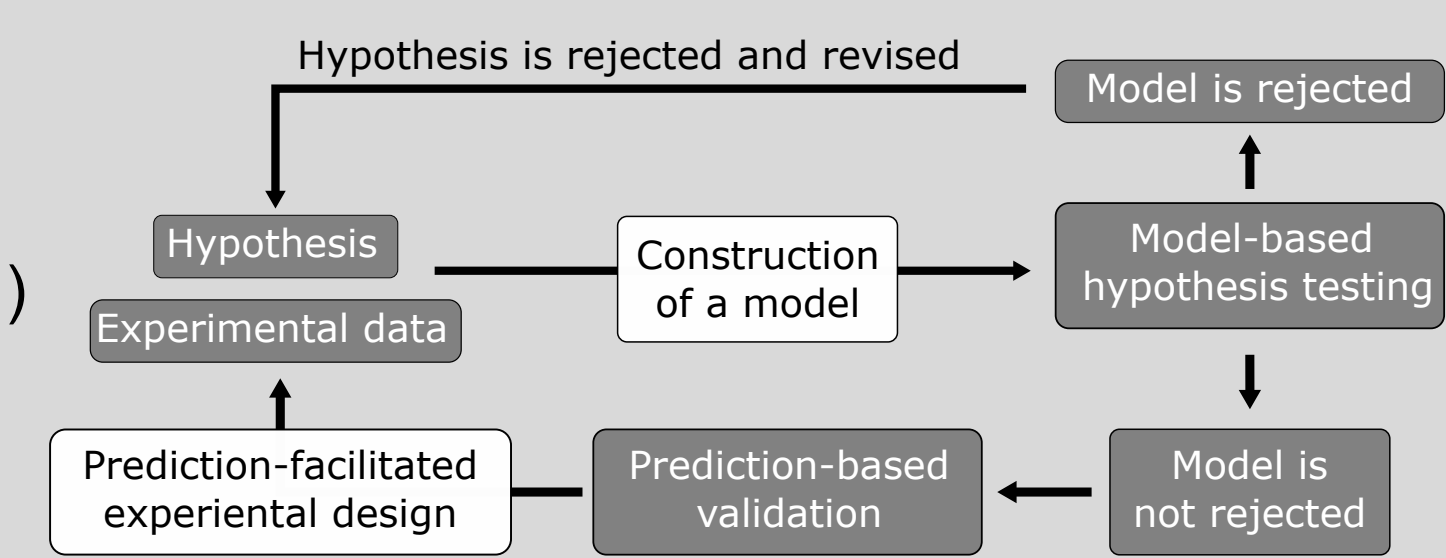 Hypothesis is rejected and revised
Model is rejected
Hypothesis
Experimental data
)
Construction
of a model
Model-based
hypothesis testing
Prediction-facilitated
experiental design
Prediction-based
validation
Model is
not rejected